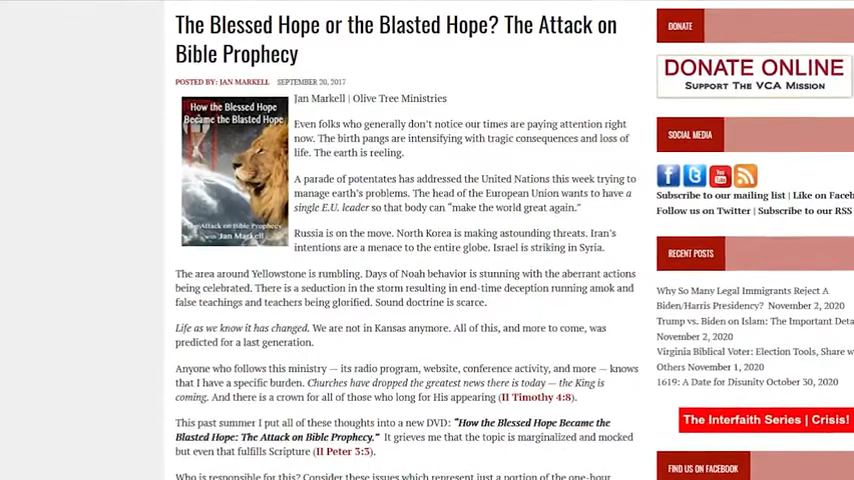 The Blessed Hope or the Blasted Hope? The Attack on
Bible Prophecy
POSTED BY: JAN MARKELL SEPTEMBER 20, 2017
How the Blessed Hope
Became the Blasted Hope
The Attack on Bible Prophecy
with Jan Markell
Jan Markell | Olive Tree Ministries
Even folks who generally don't notice our times are paying attention right
now. The birth pangs are intensifying with tragic consequences and loss of
life. The earth is reeling.
A parade of potentates has addressed the United Nations this week trying to
manage earth's problems. The head of the European Union wants to have a
single E.U. leader so that body can "make the world great again."
Russia is on the move. North Korea is making astounding threats. Iran's
intentions are a menace to the entire globe. Israel is striking in Syria.
The area around Yellowstone is rumbling. Days of Noah behavior is stunning with the aberrant actions
being celebrated. There is a seduction in the storm resulting in end-time deception running amok and
false teachings and teachers being glorified. Sound doctrine is scarce.
Life as we know it has changed. We are not in Kansas anymore. All of this, and more to come, was
predicted for a last generation.
Anyone who follows this ministry — its radio program, website, conference activity, and more — knows
that I have a specific burden. Churches have dropped the greatest news there is today — the King is
coming. And there is a crown for all of those who long for His appearing (II Timothy 4:8).
This past summer I put all of these thoughts into a new DVD: "How the Blessed Hope Became the
Blasted Hope: The Attack on Bible Prophecy." It grieves me that the topic is marginalized and mocked
but even that fulfills Scripture (II Peter 3:3).
Who is responsible for this? Consider these issues which represent just a portion of the one-hour
DONATE
DONATE ONLINE
SUPPORT THE VCA MISSION
SOCIAL MEDIA
You
Tube
Subscribe to our mailing list | Like on Faceb
Follow us on Twitter | Subscribe to our RSS
RECENT POSTS
Why So Many Legal Immigrants Reject A
Biden/Harris Presidency? November 2, 2020
Trump vs. Biden on Islam: The Important Deta
November 2, 2020
Virginia Biblical Voter: Election Tools, Share w
Others November 1, 2020
1619: A Date for Disunity October 30, 2020
The Interfaith Series | Crisis!
FIND US ON FACEBOOK